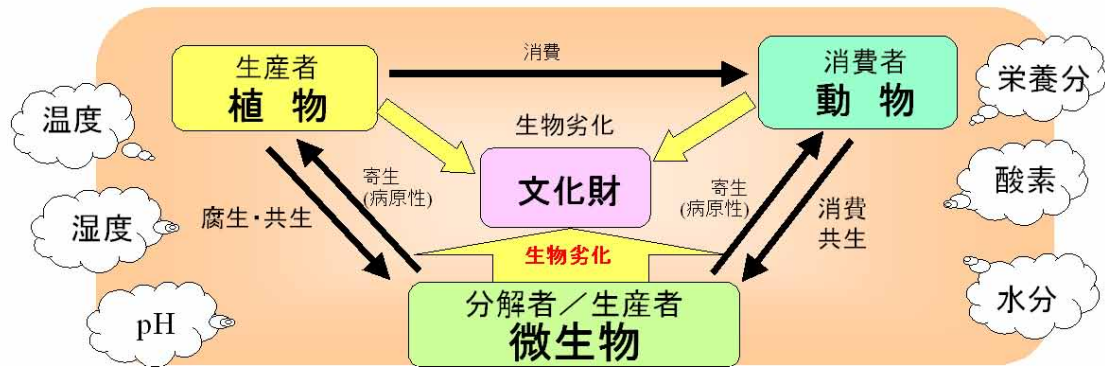 生産者
植 物
消費
消費者
動 物
栄養分
温度
生物劣化
文化財
酸素
湿度
腐生・共生
寄生
(病原性)
寄生
(病原性)
消費
共生
生物劣化
水分
pH
分解者／生産者
微生物